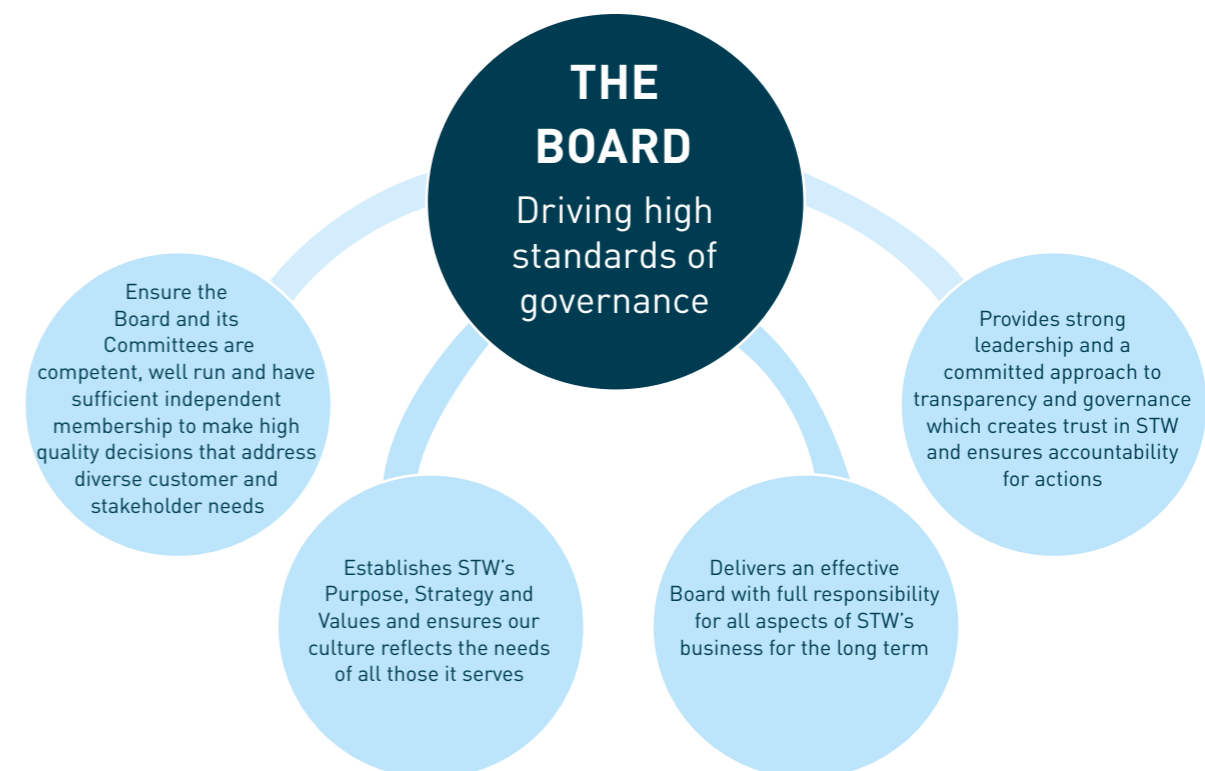 THE
BOARD
Driving high
standards of
governance
Ensure the
Board and its
Committees are
competent, well run and have
sufficient independent
membership to make high
quality decisions that address
diverse customer and
stakeholder needs
Establishes STW’s
Purpose, Strategy and
Values and ensures our
culture reflects the needs
of all those it serves
Delivers an effective
Board with full responsibility
for all aspects of STW’s
business for the long term
Provides strong
leadership and a
committed approach to
transparency and governance
which creates trust in STW
and ensures accountability
for actions